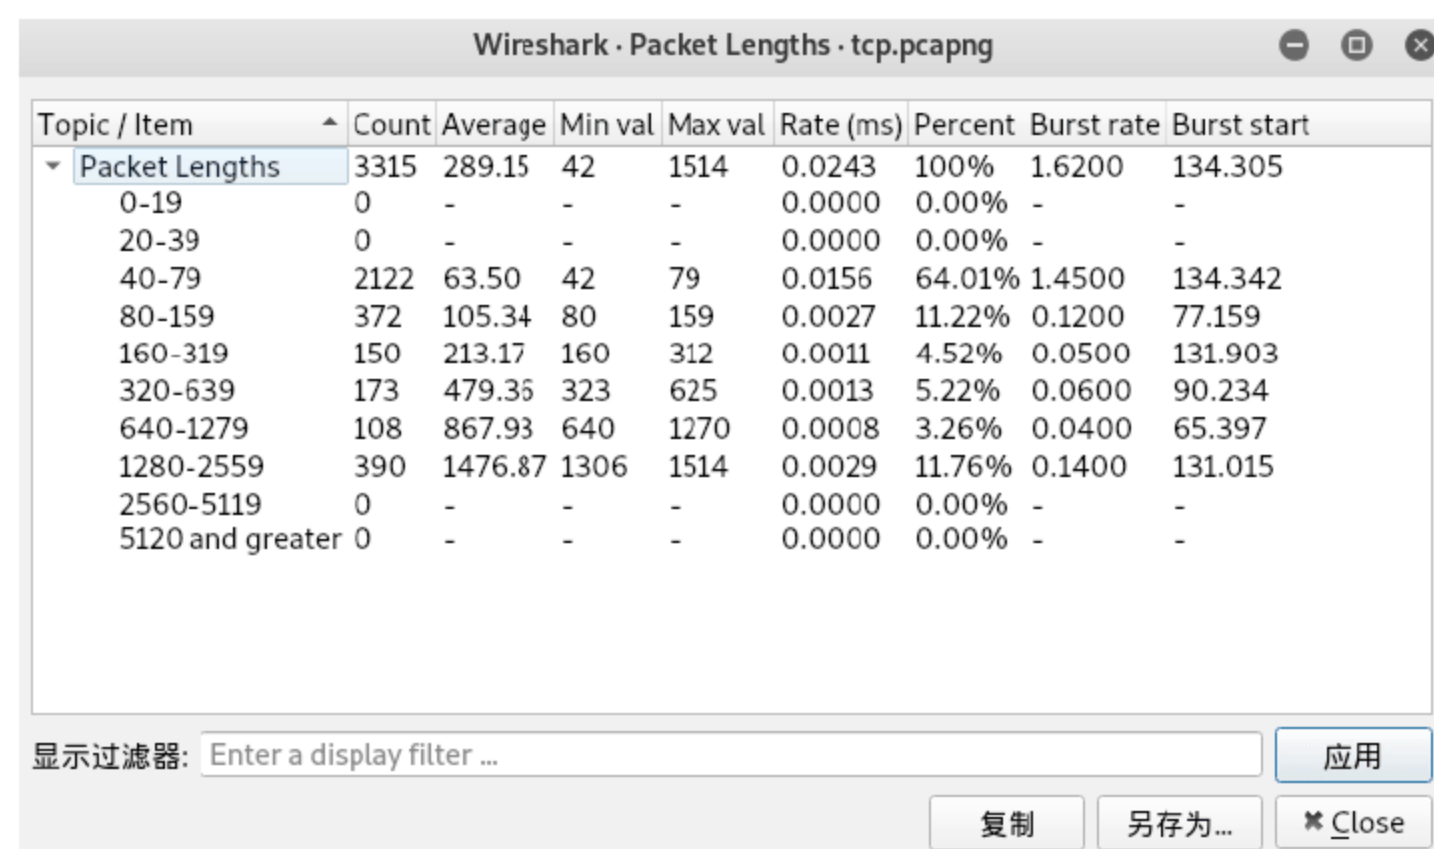 Wireshark · Packet Lengths · tcp.pcapng
Topic / Item Count Average Min val Max val Rate (ms) Percent Burst rate Burst start
Packet Lengths 3315 289.15 42 1514 0.0243 100% 1.6200 134.305
0-19 0 - - - 0.0000 0.00% - -
20-39 0 - - - 0.0000 0.00% - -
40-79 2122 63.50 42 79 0.0156 64.01% 1.4500 134.342
80-159 372 105.34 80 159 0.0027 11.22% 0.1200 77.159
160-319 150 213.17 160 312 0.0011 4.52% 0.0500 131.903
320-639 173 479.36 323 625 0.0013 5.22% 0.0600 90.234
640-1279 108 867.93 640 1270 0.0008 3.26% 0.0400 65.397
1280-2559 390 1476.87 1306 1514 0.0029 11.76% 0.1400 131.015
2560-5119 0 - - - 0.0000 0.00% - -
5120 and greater 0 - - - 0.0000 0.00% - -
显示过滤器: Enter a display filter ... 应用
复制 另存为... Close